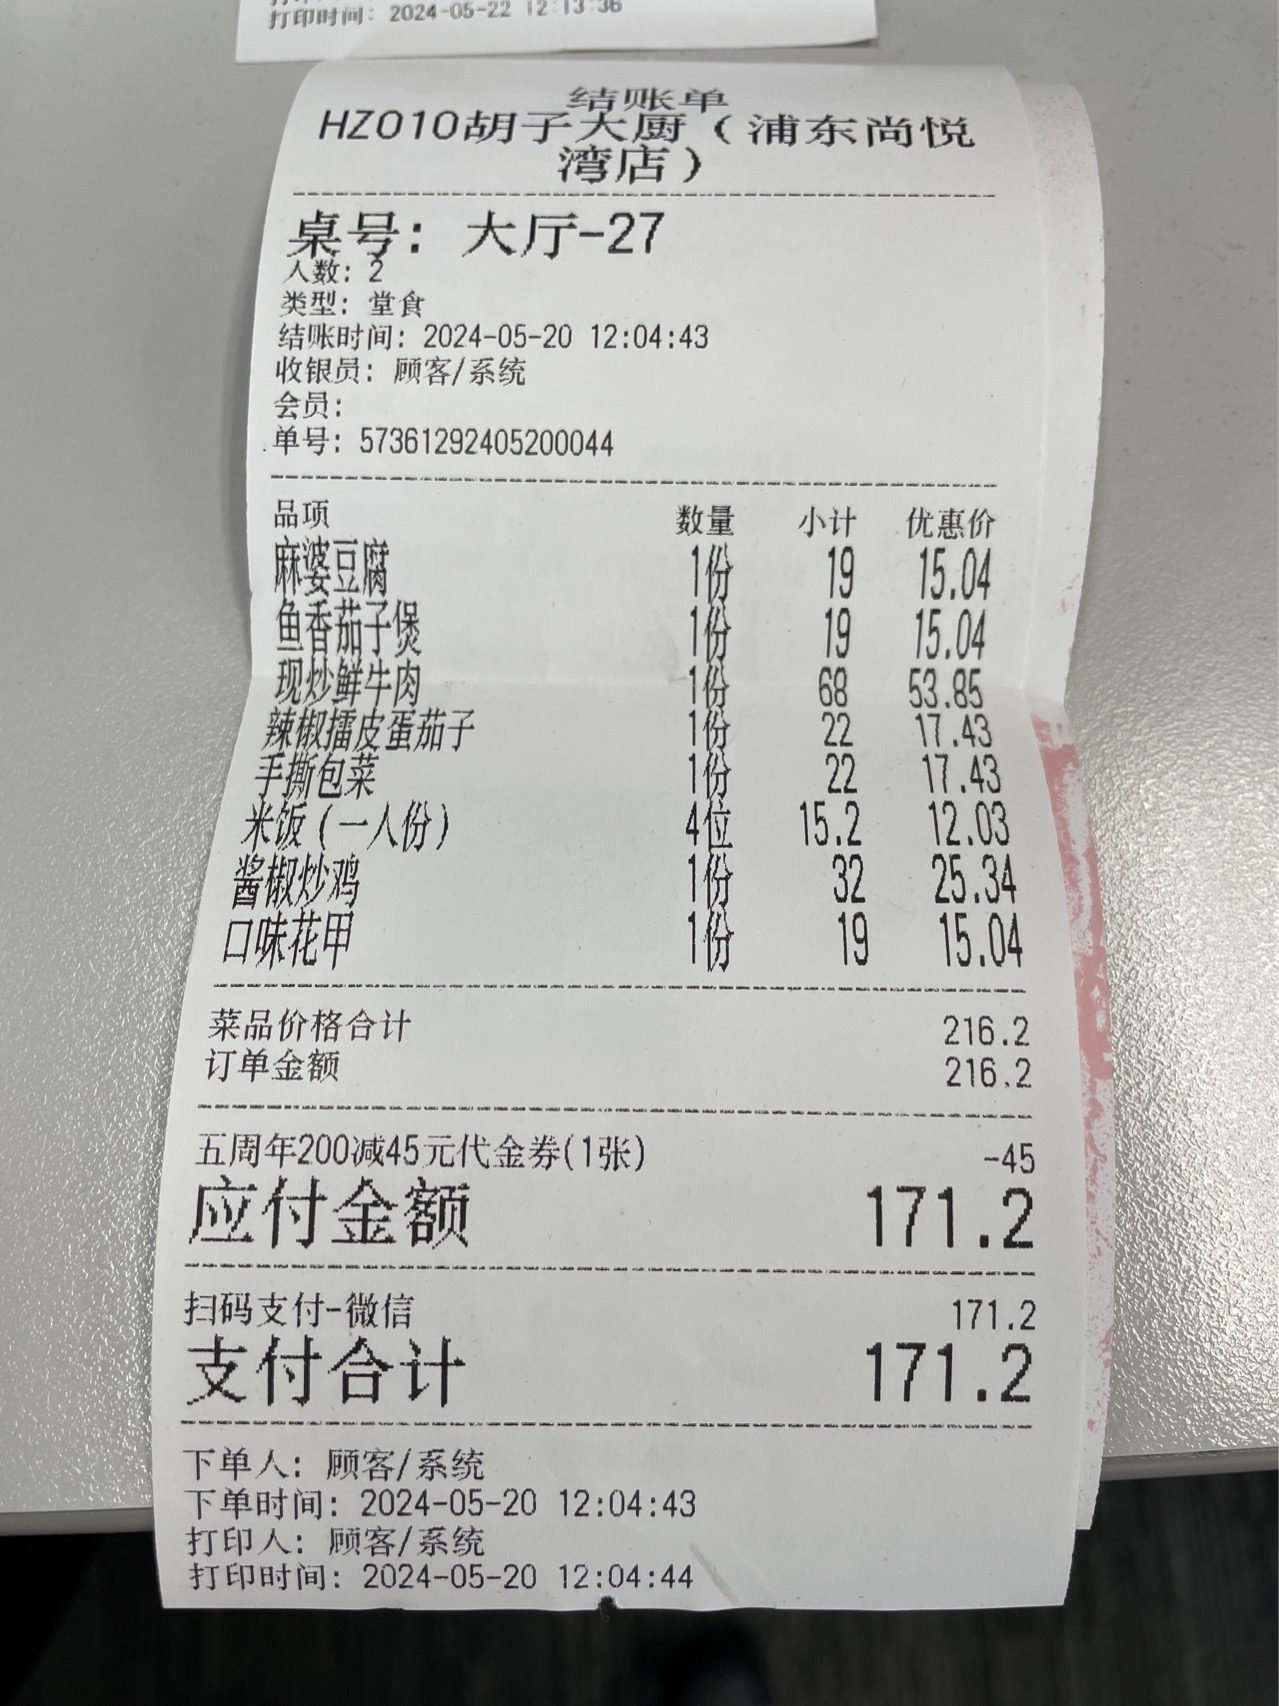 打印时间: 2024-05-22 12:13:36
结账单
HZ010胡子大厨（浦东尚悦
湾店）
桌号: 大厅-27
人数: 2
类型: 堂食
结账时间: 2024-05-20 12:04:43
收银员: 顾客/系统
会员:
单号: 57361292405200044
品项 数量 小计 优惠价
麻婆豆腐 1份 19 15.04
鱼香茄子煲 1份 19 15.04
现炒鲜牛肉 1份 68 53.85
辣椒擂皮蛋茄子 1份 22 17.43
手撕包菜 1份 22 17.43
米饭(一人份) 4位 15.2 12.03
酱椒炒鸡 1份 32 25.34
口味花甲 1份 19 15.04
菜品价格合计 216.2
订单金额 216.2
五周年200减45元代金券(1张) -45
应付金额 171.2
扫码支付-微信 171.2
支付合计 171.2
下单人: 顾客/系统
下单时间: 2024-05-20 12:04:43
打印人: 顾客/系统
打印时间: 2024-05-20 12:04:44